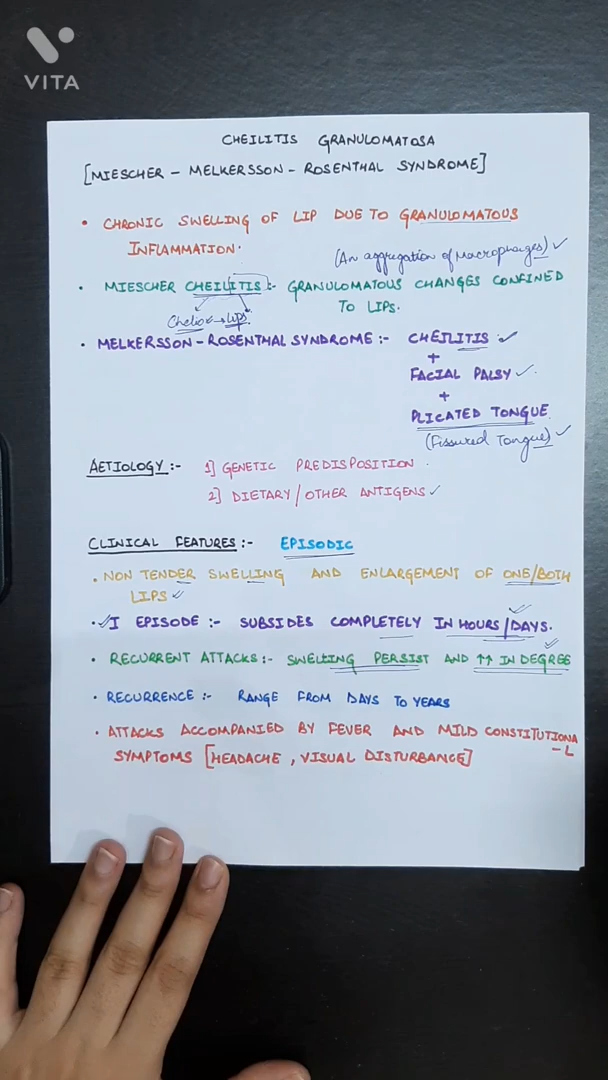 VITA
CHEILITIS GRANULOMATOSA
[MIESCHER - MELKERSSON - ROSENTHAL SYNDROME]
• CHRONIC SWELLING OF LIP DUE TO GRANULOMATOUS
INFLAMMATION.
(An aggregation of Macrophages) ✓
• MIESCHER CHEILITIS :- GRANULOMATOUS CHANGES CONFINED
TO LIPS.
→ Lips.
• MELKERSSON-ROSENTHAL SYNDROME :- CHEILITIS ✓
+
FACIAL PALSY ✓
+
PLICATED TONGUE
(Fissured Tongue) ✓
AETIOLOGY :- 1] GENETIC PREDISPOSITION.
2] DIETARY/OTHER ANTIGENS ✓
CLINICAL FEATURES :- EPISODIC
• NON TENDER SWELLING AND ENLARGEMENT OF ONE/BOTH
LIPS ✓
• ✓ I EPISODE :- SUBSIDES COMPLETELY IN HOURS/DAYS. ✓
• RECURRENT ATTACKS :- SWELLING PERSIST AND ↑↑ IN DEGREE ✓
• RECURRENCE :- RANGE FROM DAYS TO YEARS
• ATTACKS ACCOMPANIED BY FEVER AND MILD CONSTITUTIONA
-L
SYMPTOMS [HEADACHE, VISUAL DISTURBANCE]